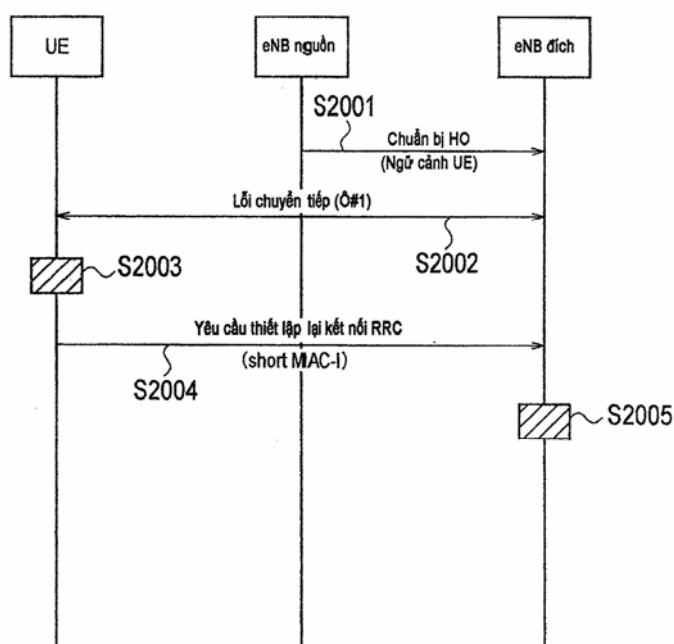 UE
eNB nguồn
eNB đích
S2001
Chuẩn bị HO
(Ngữ cảnh UE)
Lỗi chuyển tiếp (Ô#1)
S2002
S2003
Yêu cầu thiết lập lại kết nối RRC
(short MAC-I)
S2004
S2005